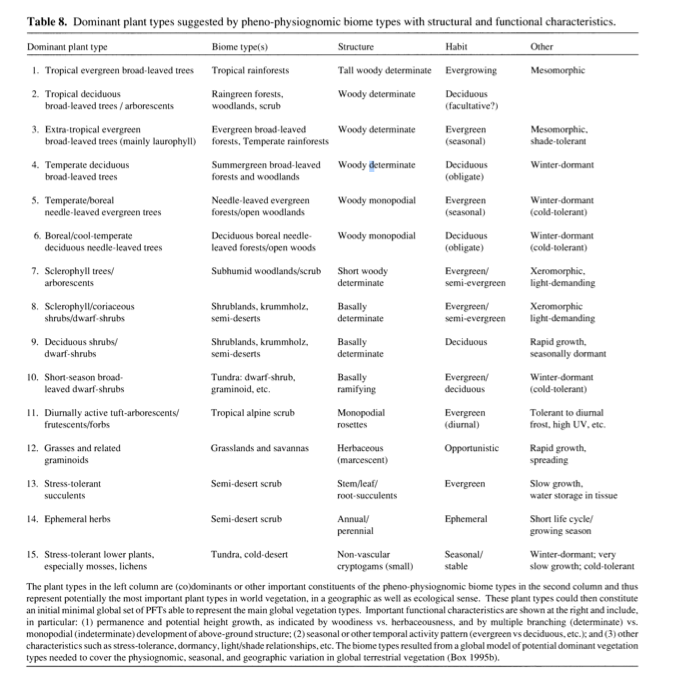 Table 8. Dominant plant types suggested by pheno-physiognomic biome types with structural and functional characteristics.
Dominant plant type Biome type(s) Structure Habit Other
1. Tropical evergreen broad-leaved trees Tropical rainforests Tall woody determinate Evergrowing Mesomorphic
2. Tropical deciduous Raingreen forests, Woody determinate Deciduous
broad-leaved trees / arborescents woodlands, scrub (facultative?)
3. Extra-tropical evergreen Evergreen broad-leaved Woody determinate Evergreen Mesomorphic,
broad-leaved trees (mainly laurophyll) forests, Temperate rainforests (seasonal) shade-tolerant
4. Temperate deciduous Summergreen broad-leaved Woody determinate Deciduous Winter-dormant
broad-leaved trees forests and woodlands (obligate)
5. Temperate/boreal Needle-leaved evergreen Woody monopodial Evergreen Winter-dormant
needle-leaved evergreen trees forests/open woodlands (seasonal) (cold-tolerant)
6. Boreal/cool-temperate Deciduous boreal needle- Woody monopodial Deciduous Winter-dormant
deciduous needle-leaved trees leaved forests/open woods (obligate) (cold-tolerant)
7. Sclerophyll trees/ Subhumid woodlands/scrub Short woody Evergreen/ Xeromorphic,
arborescents determinate semi-evergreen light-demanding
8. Sclerophyll/coriaceous Shrublands, krummholz, Basally Evergreen/ Xeromorphic
shrubs/dwarf-shrubs semi-deserts determinate semi-evergreen light-demanding
9. Deciduous shrubs/ Shrublands, krummholz, Basally Deciduous Rapid growth,
dwarf-shrubs semi-deserts determinate seasonally dormant
10. Short-season broad- Tundra: dwarf-shrub, Basally Evergreen/ Winter-dormant
leaved dwarf-shrubs graminoid, etc. ramifying deciduous (cold-tolerant)
11. Diurnally active tuft-arborescents/ Tropical alpine scrub Monopodial Evergreen Tolerant to diurnal
frutescents/forbs rosettes (diurnal) frost, high UV, etc.
12. Grasses and related Grasslands and savannas Herbaceous Opportunistic Rapid growth,
graminoids (marcescent) spreading
13. Stress-tolerant Semi-desert scrub Stem/leaf/ Evergreen Slow growth,
succulents root-succulents water storage in tissue
14. Ephemeral herbs Semi-desert scrub Annual/ Ephemeral Short life cycle/
perennial growing season
15. Stress-tolerant lower plants, Tundra, cold-desert Non-vascular Seasonal/ Winter-dormant; very
especially mosses, lichens cryptogams (small) stable slow growth; cold-tolerant
The plant types in the left column are (co)dominants or other important constituents of the pheno-physiognomic biome types in the second column and thus
represent potentially the most important plant types in world vegetation, in a geographic as well as ecological sense. These plant types could then constitute
an initial minimal global set of PFTs able to represent the main global vegetation types. Important functional characteristics are shown at the right and include,
in particular: (1) permanence and potential height growth, as indicated by woodiness vs. herbaceousness, and by multiple branching (determinate) vs.
monopodial (indeterminate) development of above-ground structure; (2) seasonal or other temporal activity pattern (evergreen vs deciduous, etc.); and (3) other
characteristics such as stress-tolerance, dormancy, light/shade relationships, etc. The biome types resulted from a global model of potential dominant vegetation
types needed to cover the physiognomic, seasonal, and geographic variation in global terrestrial vegetation (Box 1995b).